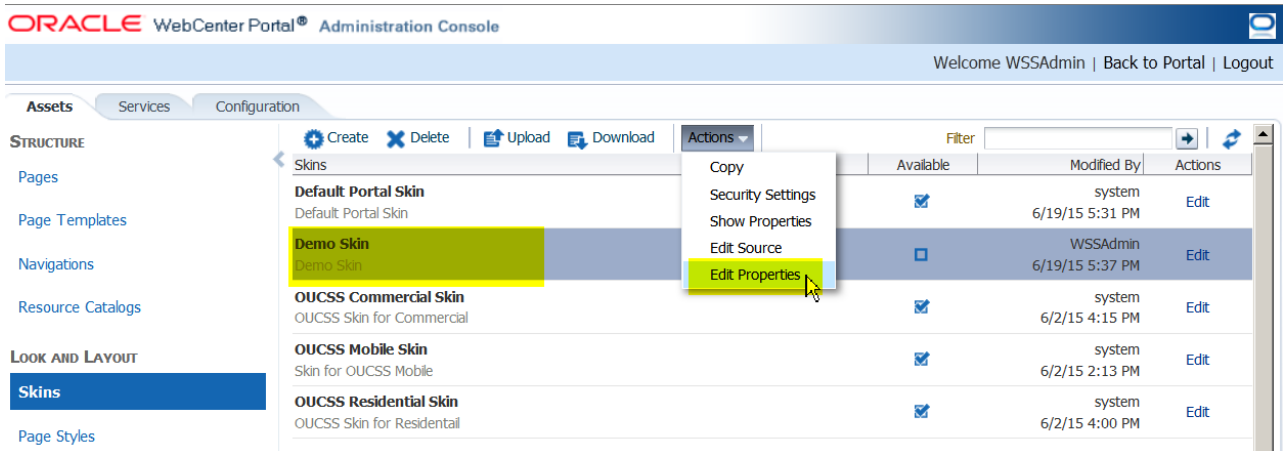 ORACLE WebCenter Portal® Administration Console
Welcome WSSAdmin | Back to Portal | Logout
Assets Services Configuration
STRUCTURE
Pages
Page Templates
Navigations
Resource Catalogs
LOOK AND LAYOUT
Skins
Page Styles
Create Delete Upload Download Actions Filter
Skins Available Modified By Actions
Default Portal Skin
Default Portal Skin
system
6/19/15 5:31 PM
Edit
Demo Skin
Demo Skin
WSSAdmin
6/19/15 5:37 PM
Edit
OUCSS Commercial Skin
OUCSS Skin for Commercial
system
6/2/15 4:15 PM
Edit
OUCSS Mobile Skin
Skin for OUCSS Mobile
system
6/2/15 2:13 PM
Edit
OUCSS Residential Skin
OUCSS Skin for Residentail
system
6/2/15 4:00 PM
Edit
Copy
Security Settings
Show Properties
Edit Source
Edit Properties